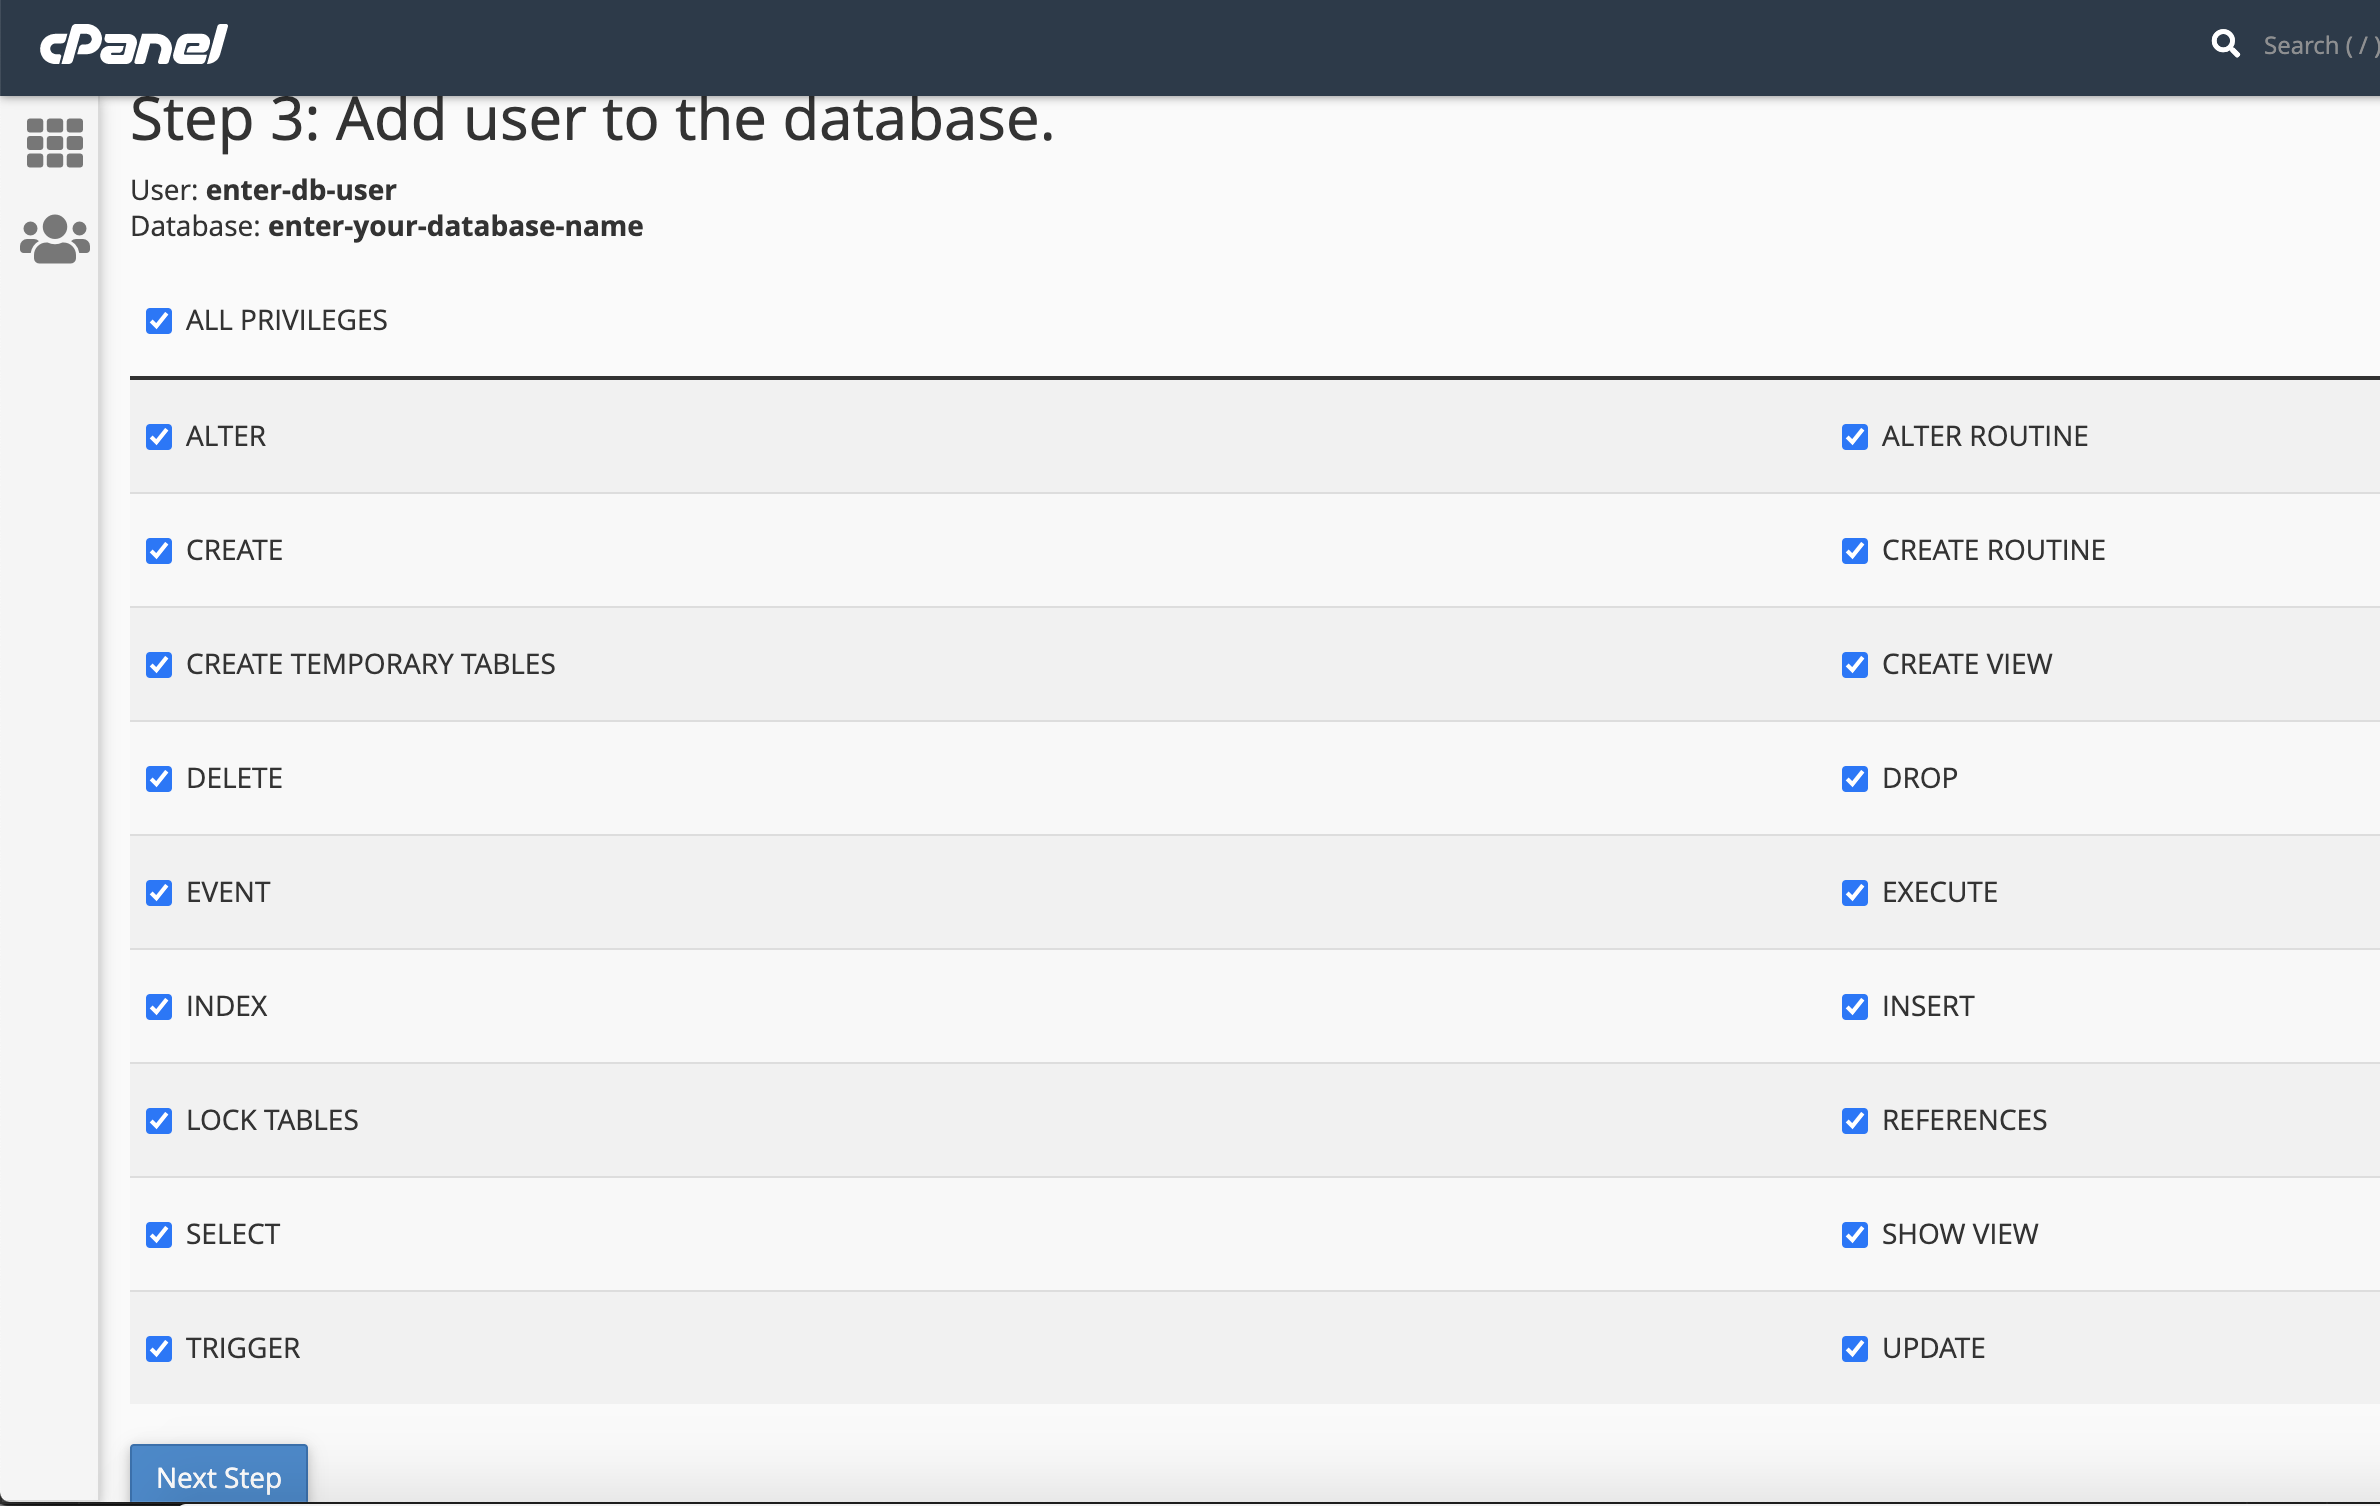 cPanel
Search ( / )
Step 3: Add user to the database.
User: enter-db-user
Database: enter-your-database-name
ALL PRIVILEGES
ALTER
ALTER ROUTINE
CREATE
CREATE ROUTINE
CREATE TEMPORARY TABLES
CREATE VIEW
DELETE
DROP
EVENT
EXECUTE
INDEX
INSERT
LOCK TABLES
REFERENCES
SELECT
SHOW VIEW
TRIGGER
UPDATE
Next Step